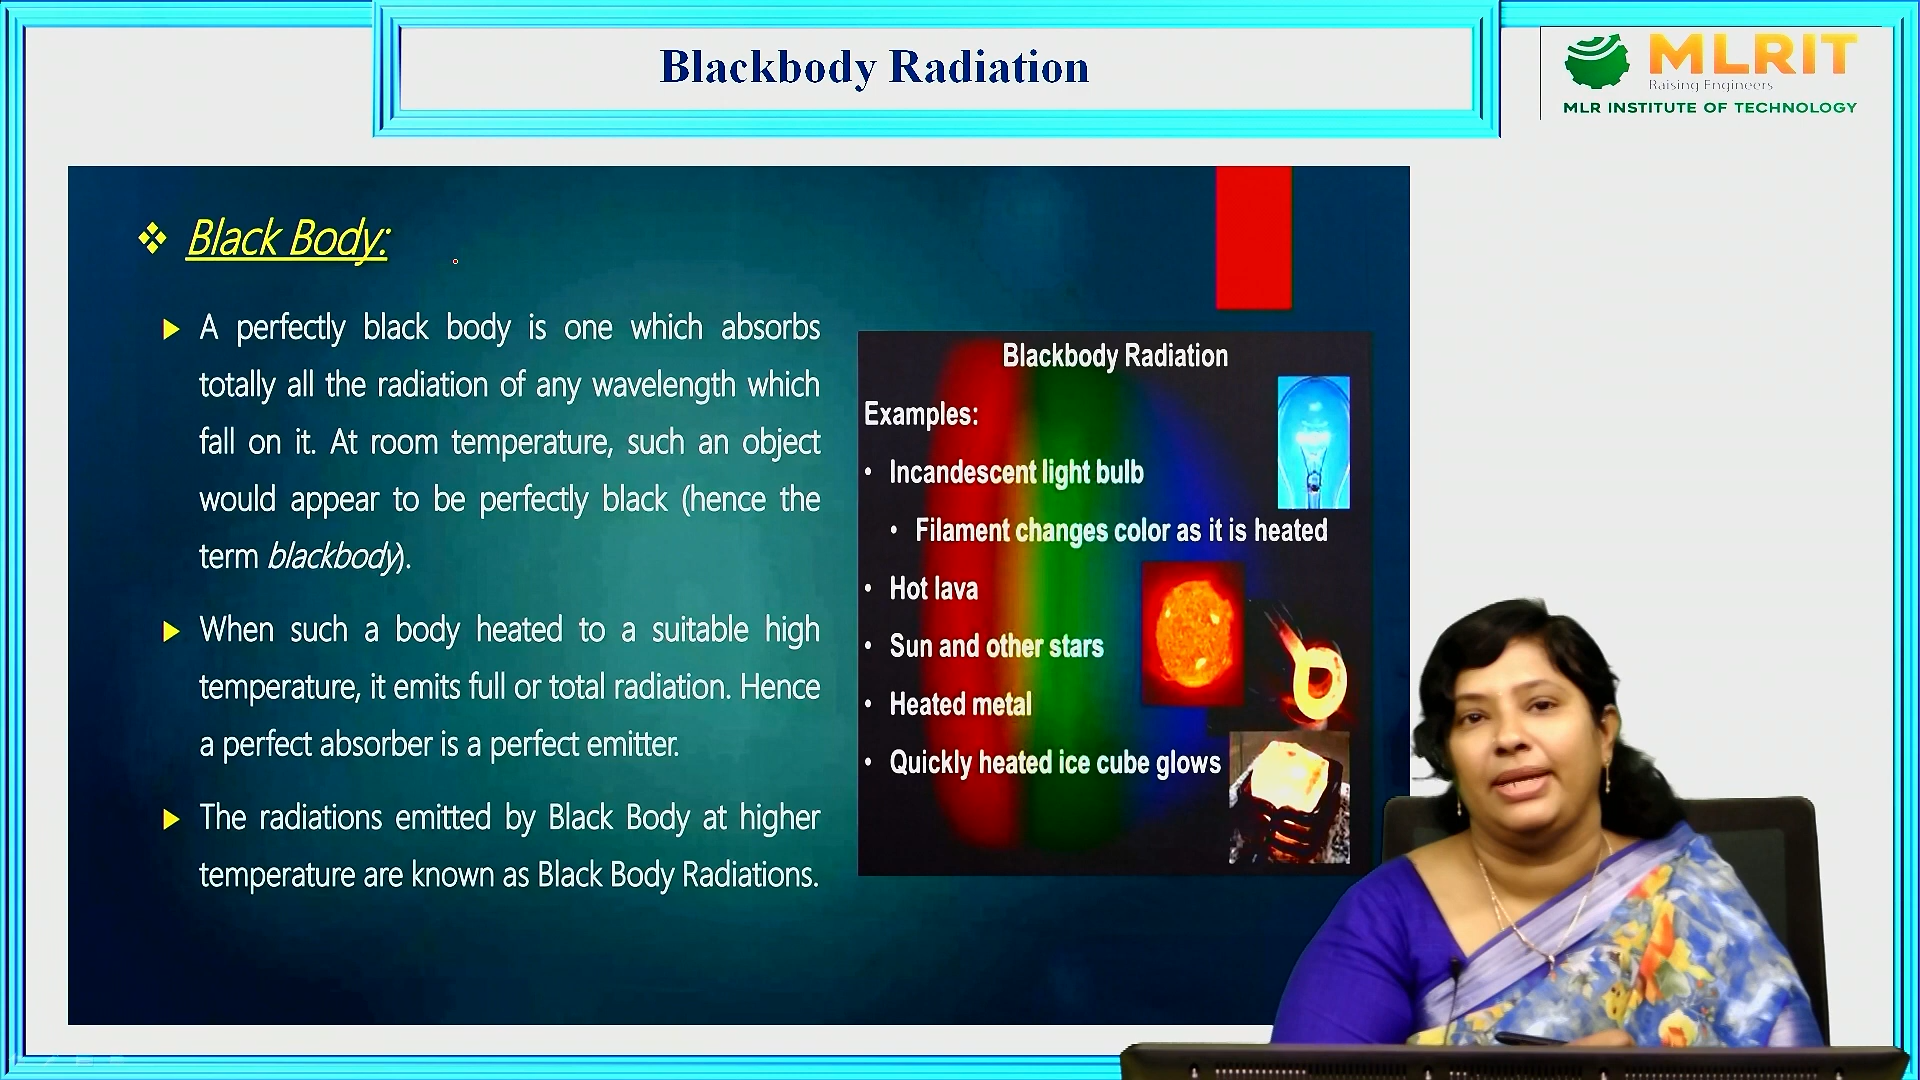 Blackbody Radiation
MLRIT
Raising Engineers
MLR INSTITUTE OF TECHNOLOGY
❖ Black Body:
A perfectly black body is one which absorbs
totally all the radiation of any wavelength which
fall on it. At room temperature, such an object
would appear to be perfectly black (hence the
term blackbody).
When such a body heated to a suitable high
temperature, it emits full or total radiation. Hence
a perfect absorber is a perfect emitter.
The radiations emitted by Black Body at higher
temperature are known as Black Body Radiations.
Blackbody Radiation
Examples:
• Incandescent light bulb
• Filament changes color as it is heated
• Hot lava
• Sun and other stars
• Heated metal
• Quickly heated ice cube glows